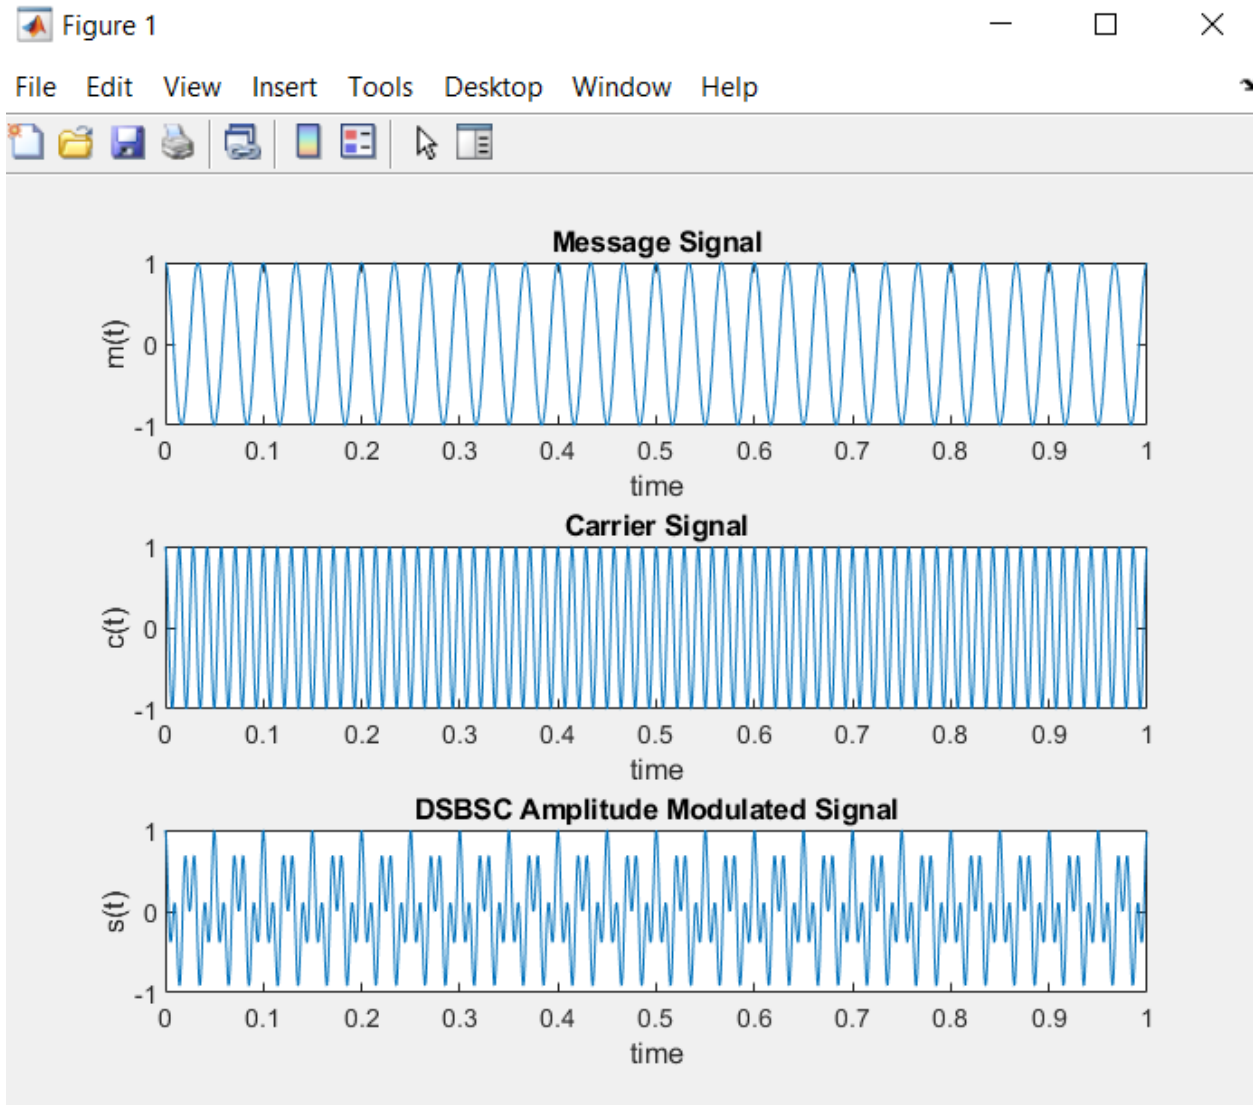 Figure 1
File Edit View Insert Tools Desktop Window Help
Message Signal
1
0
-1
m(t)
0 0.1 0.2 0.3 0.4 0.5 0.6 0.7 0.8 0.9 1
time
Carrier Signal
1
0
-1
c(t)
0 0.1 0.2 0.3 0.4 0.5 0.6 0.7 0.8 0.9 1
time
DSBSC Amplitude Modulated Signal
1
0
-1
s(t)
0 0.1 0.2 0.3 0.4 0.5 0.6 0.7 0.8 0.9 1
time